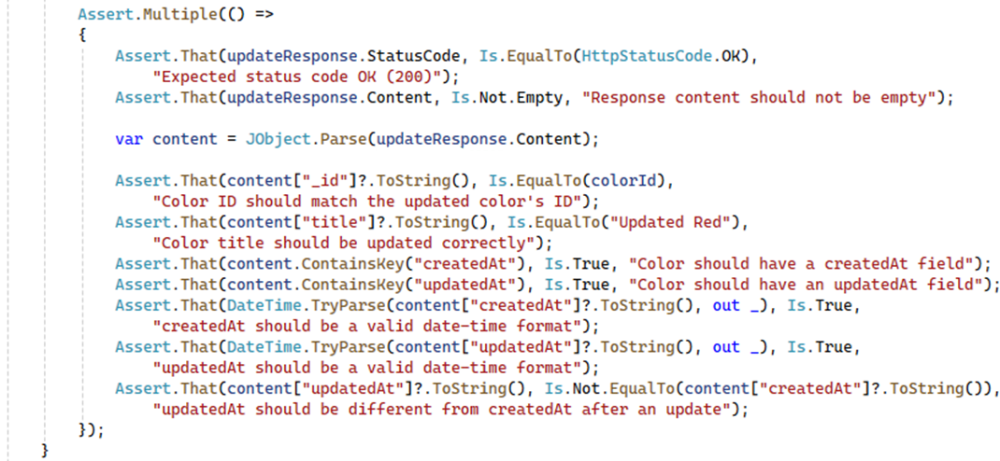 Assert.Multiple(() =>
{
Assert.That(updateResponse.StatusCode, Is.EqualTo(HttpStatusCode.OK),
"Expected status code OK (200)");
Assert.That(updateResponse.Content, Is.Not.Empty, "Response content should not be empty");
var content = JObject.Parse(updateResponse.Content);
Assert.That(content["_id"]?.ToString(), Is.EqualTo(colorId),
"Color ID should match the updated color's ID");
Assert.That(content["title"]?.ToString(), Is.EqualTo("Updated Red"),
"Color title should be updated correctly");
Assert.That(content.ContainsKey("createdAt"), Is.True, "Color should have a createdAt field");
Assert.That(content.ContainsKey("updatedAt"), Is.True, "Color should have an updatedAt field");
Assert.That(DateTime.TryParse(content["createdAt"]?.ToString(), out _), Is.True,
"createdAt should be a valid date-time format");
Assert.That(DateTime.TryParse(content["updatedAt"]?.ToString(), out _), Is.True,
"updatedAt should be a valid date-time format");
Assert.That(content["updatedAt"]?.ToString(), Is.Not.EqualTo(content["createdAt"]?.ToString()),
"updatedAt should be different from createdAt after an update");
});
}